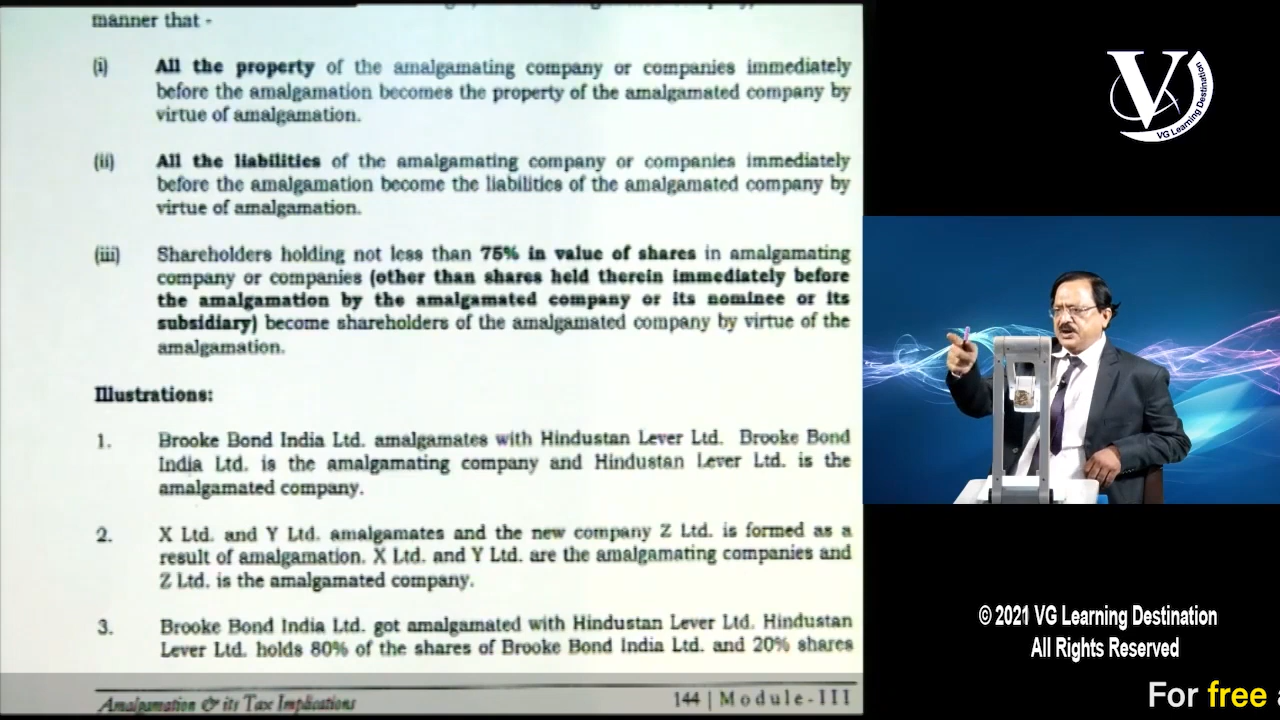 manner that -
(i) All the property of the amalgamating company or companies immediately
before the amalgamation becomes the property of the amalgamated company by
virtue of amalgamation.
(ii) All the liabilities of the amalgamating company or companies immediately
before the amalgamation become the liabilities of the amalgamated company by
virtue of amalgamation.
(iii) Shareholders holding not less than 75% in value of shares in amalgamating
company or companies (other than shares held therein immediately before
the amalgamation by the amalgamated company or its nominee or its
subsidiary) become shareholders of the amalgamated company by virtue of the
amalgamation.
Illustrations:
1. Brooke Bond India Ltd. amalgamates with Hindustan Lever Ltd. Brooke Bond
India Ltd. is the amalgamating company and Hindustan Lever Ltd. is the
amalgamated company.
2. X Ltd. and Y Ltd. amalgamates and the new company Z Ltd. is formed as a
result of amalgamation. X Ltd. and Y Ltd. are the amalgamating companies and
Z Ltd. is the amalgamated company.
3. Brooke Bond India Ltd. got amalgamated with Hindustan Lever Ltd. Hindustan
Lever Ltd. holds 80% of the shares of Brooke Bond India Ltd. and 20% shares
Amalgamation & its Tax Implications
144 | Module-III
V
VG Learning Destination
© 2021 VG Learning Destination
All Rights Reserved
For free